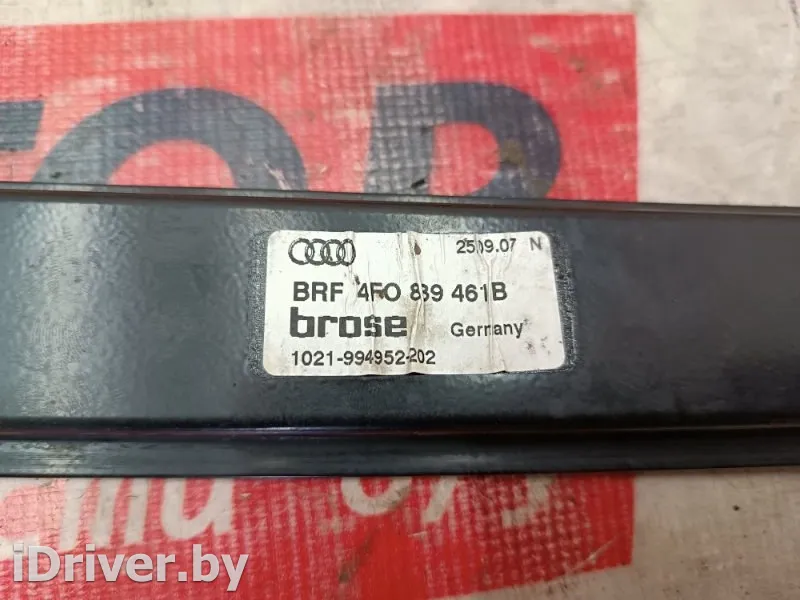 2509.07 N
BRF 4F0 839 461B
brose Germany
1021-994952-202
iDriver.by